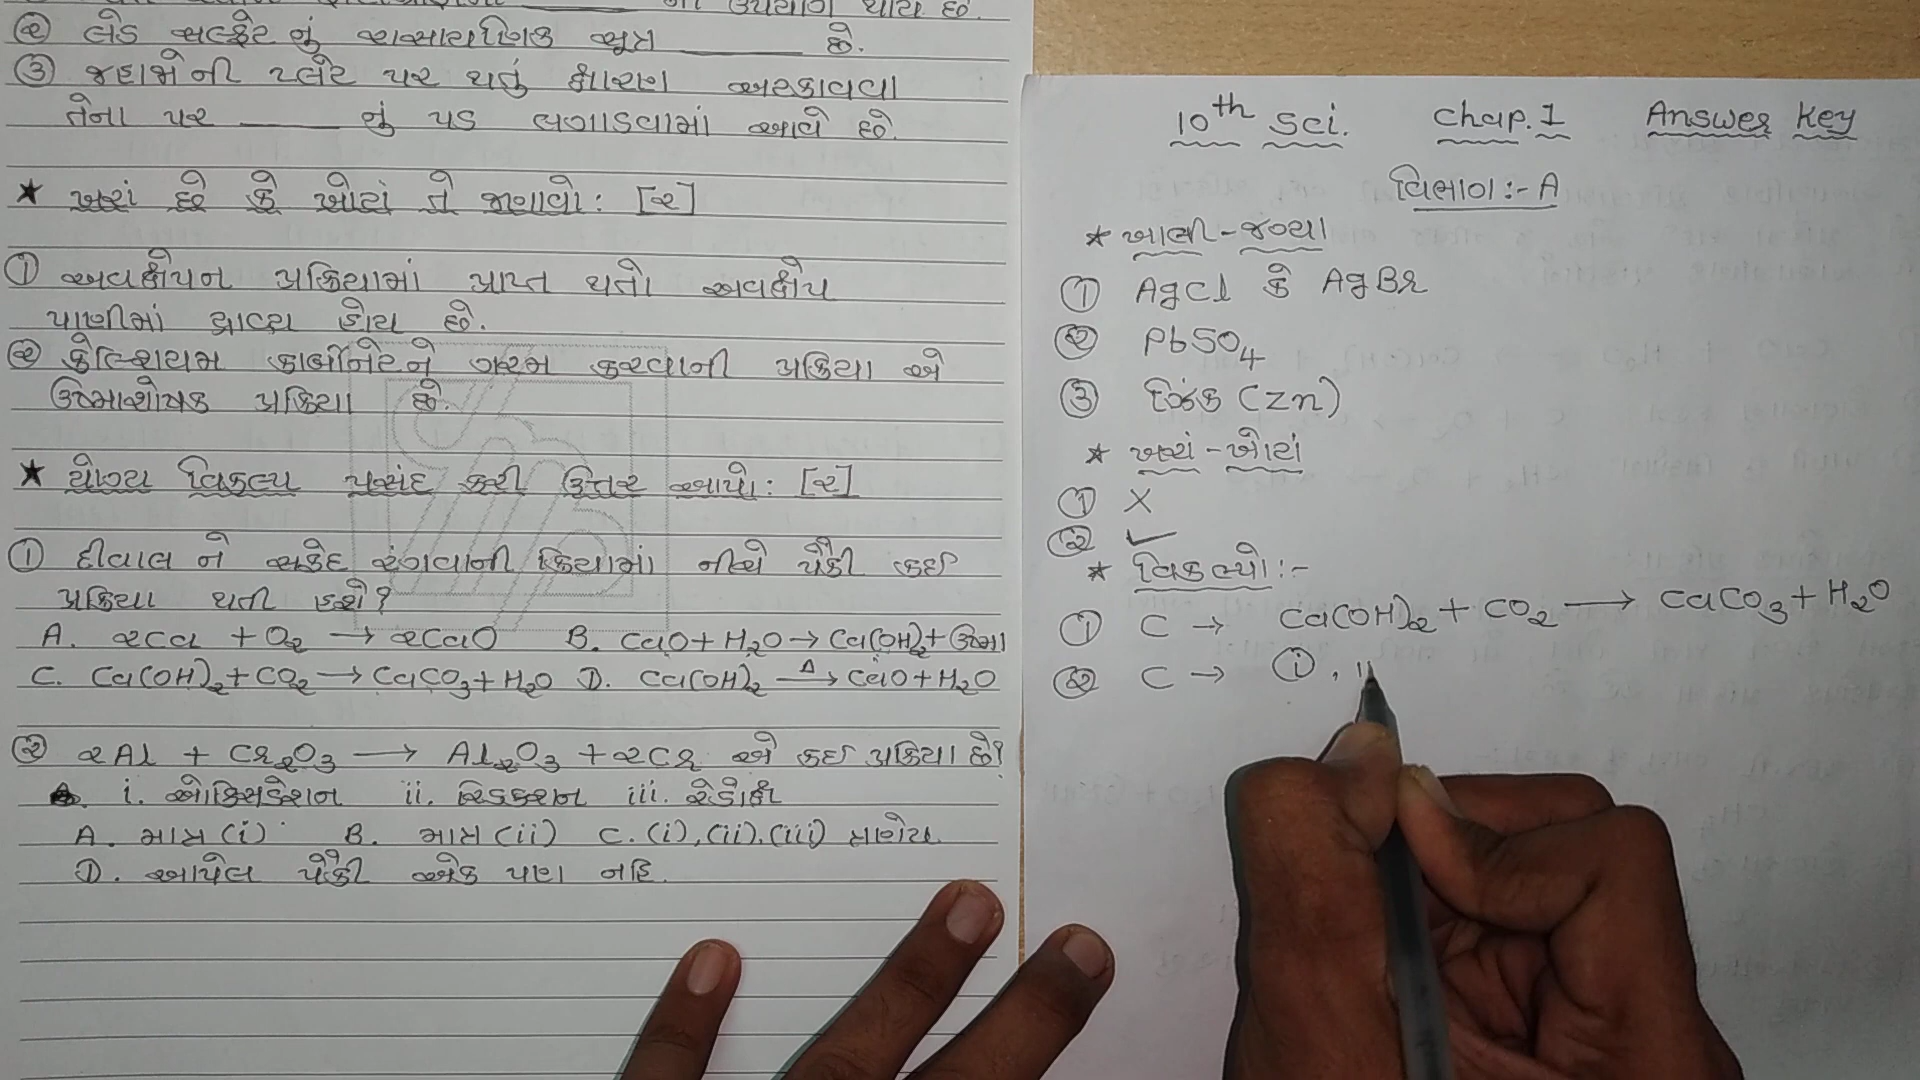 નો ઉપયોગ થાય છે.
② લેડ સલ્ફેટ નું રાસાયણિક સૂત્ર ______ છે.
③ જહાજોની પ્લેટ પર થતું ક્ષારણ અટકાવવા
તેના પર ______ નું પડ લગાડવામાં આવે છે.
★ ખરાં છે કે ખોટાં તે જણાવો: [૨]
① અવક્ષેપન પ્રક્રિયામાં પ્રાપ્ત થતો અવક્ષેપ
પાણીમાં દ્રાવ્ય હોય છે.
② કેલ્શિયમ કાર્બોનેટને ગરમ કરવાની પ્રક્રિયા એ
ઉષ્માશોષક પ્રક્રિયા છે.
★ યોગ્ય વિકલ્પ પસંદ કરી ઉત્તર આપો: [૨]
① દીવાલ ને સફેદ રંગવાની ક્રિયામાં નીચે પૈકી કઈ
પ્રક્રિયા થતી હશે?
A. 2Ca + O₂ → 2CaO B. CaO + H₂O → Ca(OH)₂ + ઉષ્મા
C. Ca(OH)₂ + CO₂ → CaCO₃ + H₂O D. Ca(OH)₂ —Δ→ CaO + H₂O
② 2Al + Cr₂O₃ → Al₂O₃ + 2Cr એ કઈ પ્રક્રિયા છે?
i. ઓક્સિડેશન ii. રિડક્શન iii. રેડોક્ષ
A. માત્ર (i) B. માત્ર (ii) C. (i), (ii), (iii) ત્રણેય
D. આપેલ પૈકી એક પણ નહિ.
10th Sci. Chap. 1 Answer Key
વિભાગ :- A
★ ખાલી - જગ્યા
① AgCl કે AgBr
② PbSO₄
③ ઝિંક (Zn)
★ ખરાં - ખોટાં
① X
② ✓
★ વિકલ્પો :-
① C → Ca(OH)₂ + CO₂ → CaCO₃ + H₂O
② C → ⓘ, ii